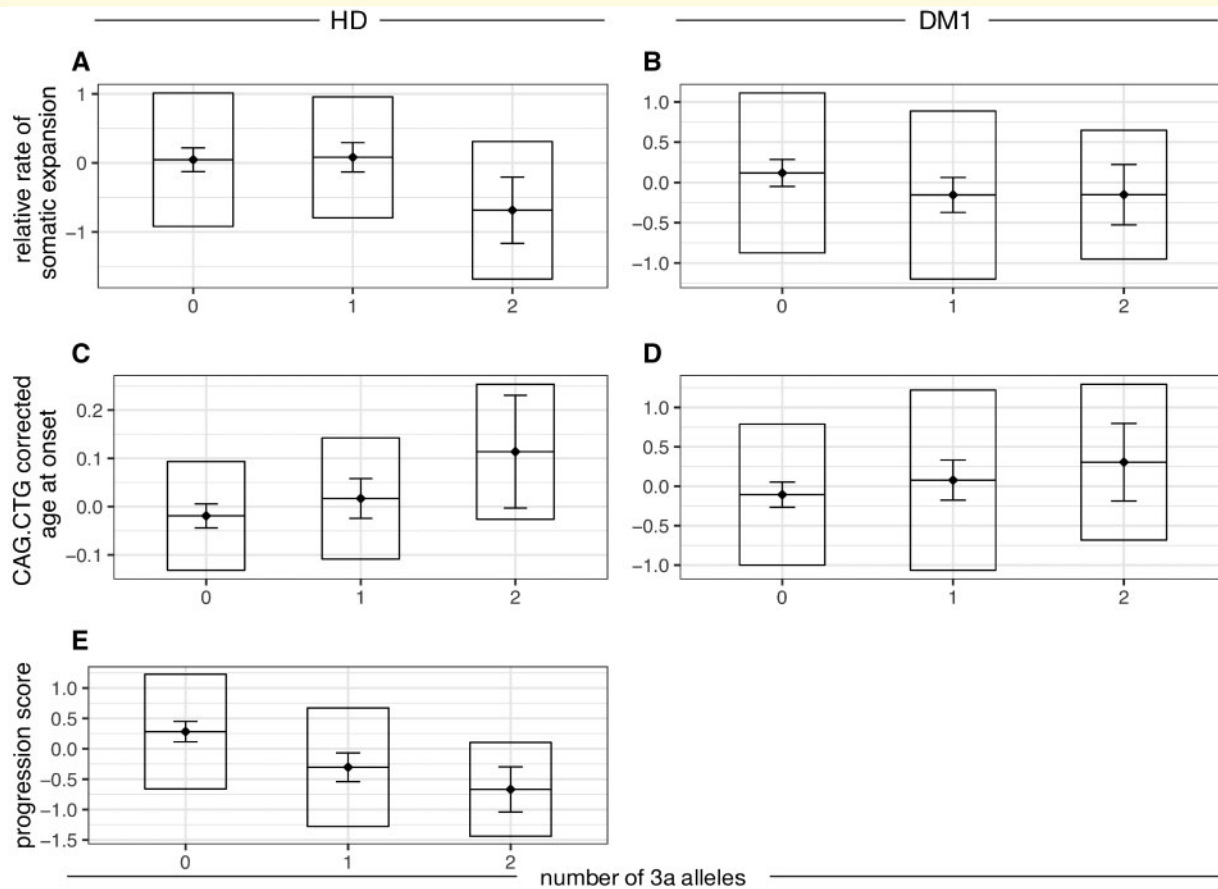 HD
DM1
A
B
relative rate of
somatic expansion
1
0
−1
0 1 2
1.0
0.5
0.0
−0.5
−1.0
0 1 2
C
D
CAG.CTG corrected
age at onset
0.2
0.1
0.0
−0.1
0 1 2
1.0
0.5
0.0
−0.5
−1.0
0 1 2
E
progression score
1.0
0.5
0.0
−0.5
−1.0
−1.5
0 1 2
number of 3a alleles